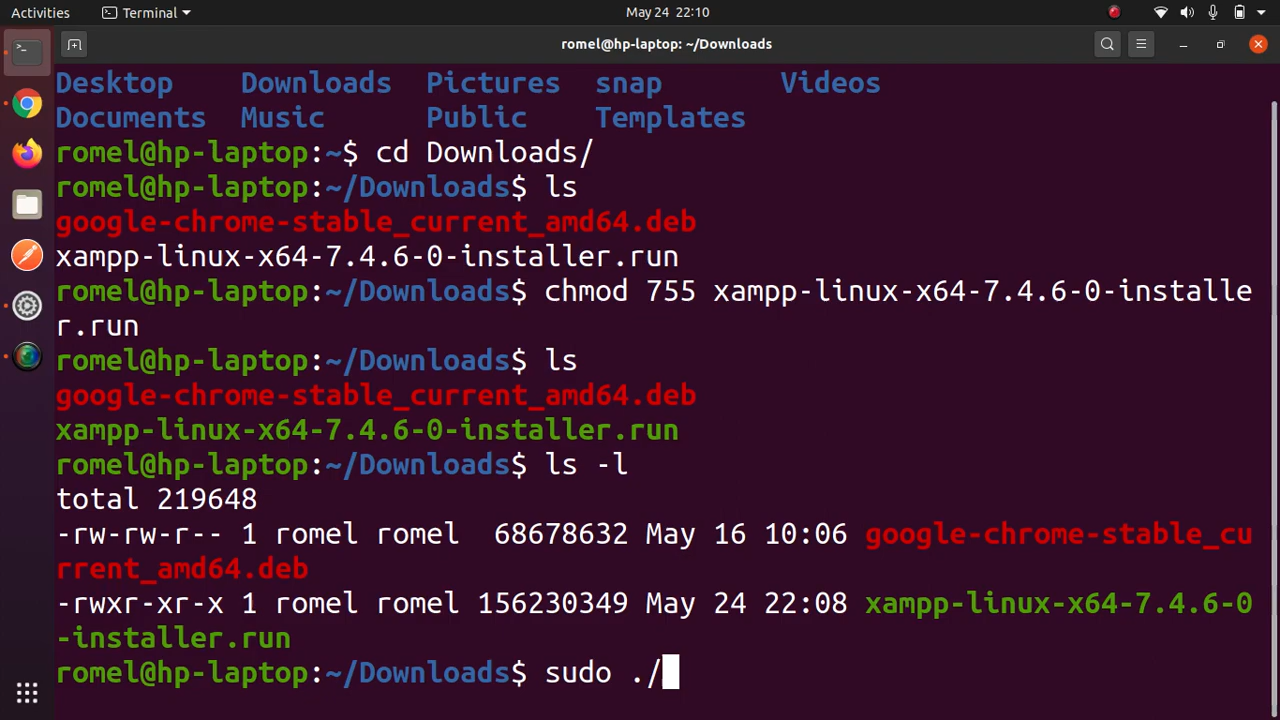 Activities Terminal May 24 22:10
romel@hp-laptop: ~/Downloads
Desktop Downloads Pictures snap Videos
Documents Music Public Templates
romel@hp-laptop:~$ cd Downloads/
romel@hp-laptop:~/Downloads$ ls
google-chrome-stable_current_amd64.deb
xampp-linux-x64-7.4.6-0-installer.run
romel@hp-laptop:~/Downloads$ chmod 755 xampp-linux-x64-7.4.6-0-installe
r.run
romel@hp-laptop:~/Downloads$ ls
google-chrome-stable_current_amd64.deb
xampp-linux-x64-7.4.6-0-installer.run
romel@hp-laptop:~/Downloads$ ls -l
total 219648
-rw-rw-r-- 1 romel romel  68678632 May 16 10:06 google-chrome-stable_cu
rrent_amd64.deb
-rwxr-xr-x 1 romel romel 156230349 May 24 22:08 xampp-linux-x64-7.4.6-0
-installer.run
romel@hp-laptop:~/Downloads$ sudo ./